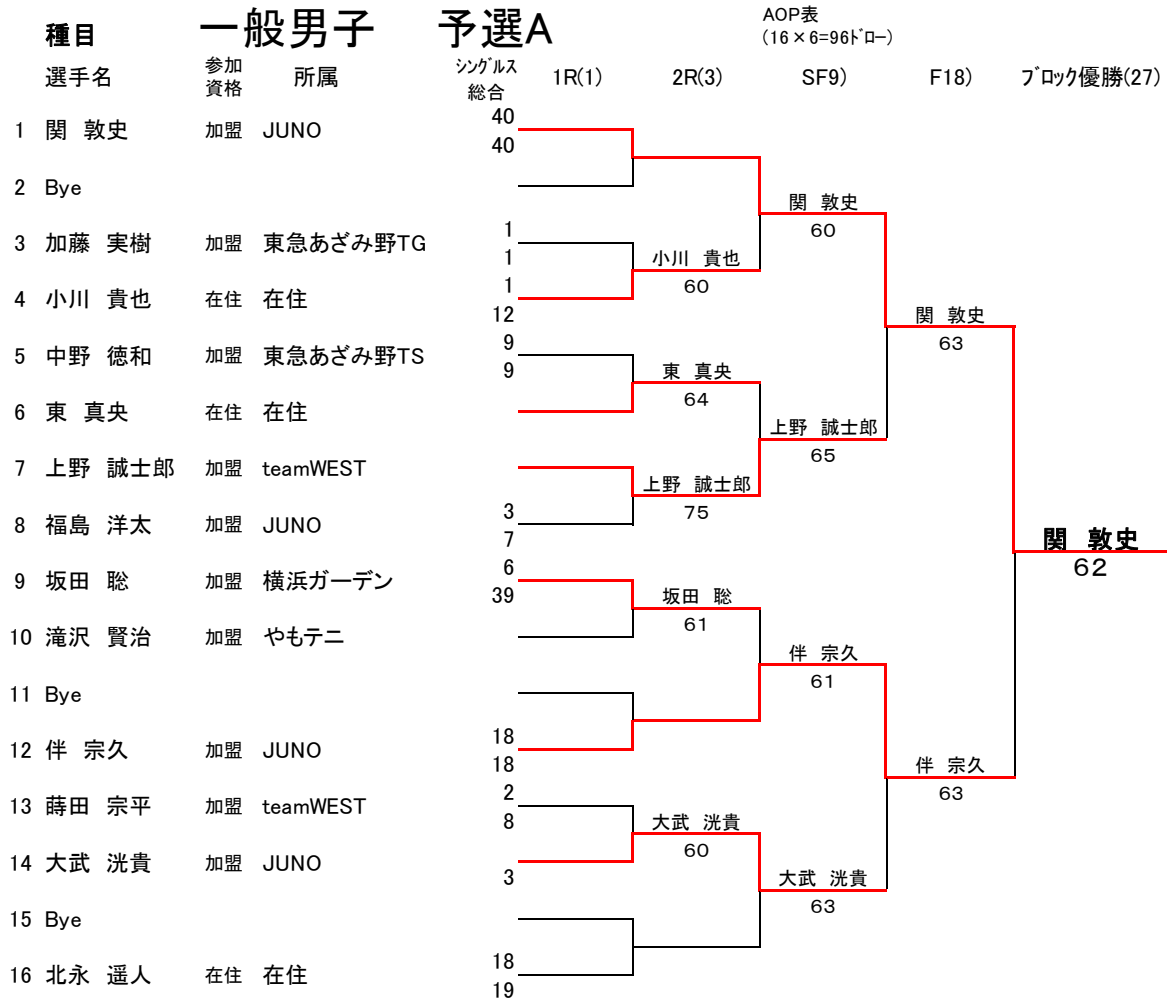 種目 一般男子 予選A AOP表
(16×6=96ドロー)
選手名 参加資格 所属 シングルス総合 1R(1) 2R(3) SF9) F18) ブロック優勝(27)
40
1 関 敦史 加盟 JUNO
40
2 Bye
関 敦史
60
1
3 加藤 実樹 加盟 東急あざみ野TG
1
小川 貴也
60
1
4 小川 貴也 在住 在住
12
関 敦史
63
9
5 中野 徳和 加盟 東急あざみ野TS
9
東 真央
64
6 東 真央 在住 在住
上野 誠士郎
65
7 上野 誠士郎 加盟 teamWEST
上野 誠士郎
75
3
8 福島 洋太 加盟 JUNO
7
関 敦史
62
6
9 坂田 聡 加盟 横浜ガーデン
39
坂田 聡
61
10 滝沢 賢治 加盟 やもテニ
伴 宗久
61
11 Bye
18
12 伴 宗久 加盟 JUNO
18
伴 宗久
63
2
13 蒔田 宗平 加盟 teamWEST
8
大武 洸貴
60
14 大武 洸貴 加盟 JUNO
3
大武 洸貴
63
15 Bye
18
16 北永 遥人 在住 在住
19